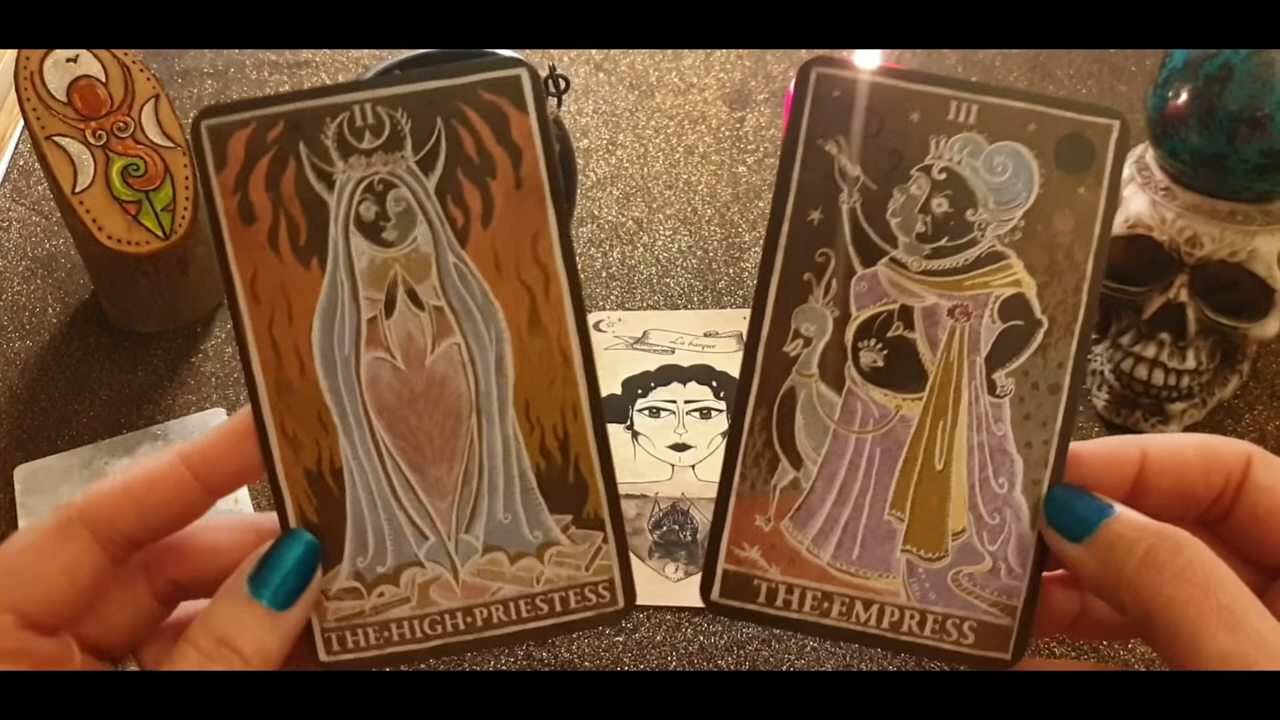 II
THE·HIGH·PRIESTESS
III
THE·EMPRESS
La barque